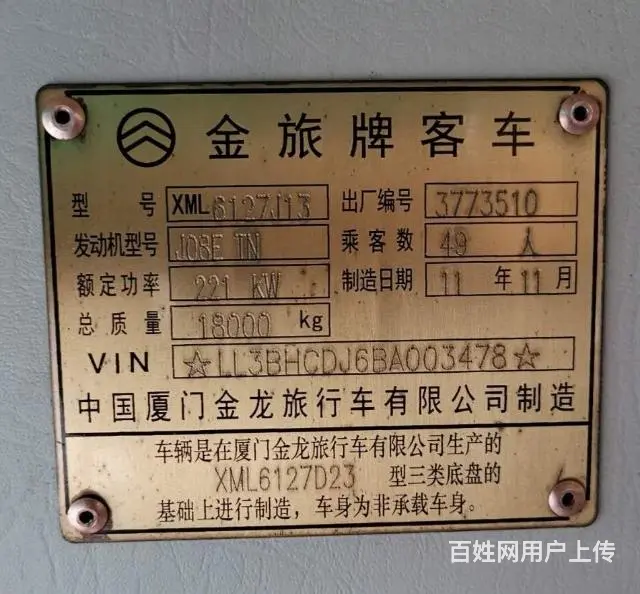 金旅牌客车
型号 XML6127J13 出厂编号 3773510
发动机型号 J08E TN 乘客数 49 人
额定功率 221 KW 制造日期 11 年 11 月
总质量 18000 kg
VIN ☆LL3BHCDJ6BA003478☆
中国厦门金龙旅行车有限公司制造
车辆是在厦门金龙旅行车有限公司生产的
XML6127D23 型三类底盘的
基础上进行制造，车身为非承载车身。
百姓网用户上传